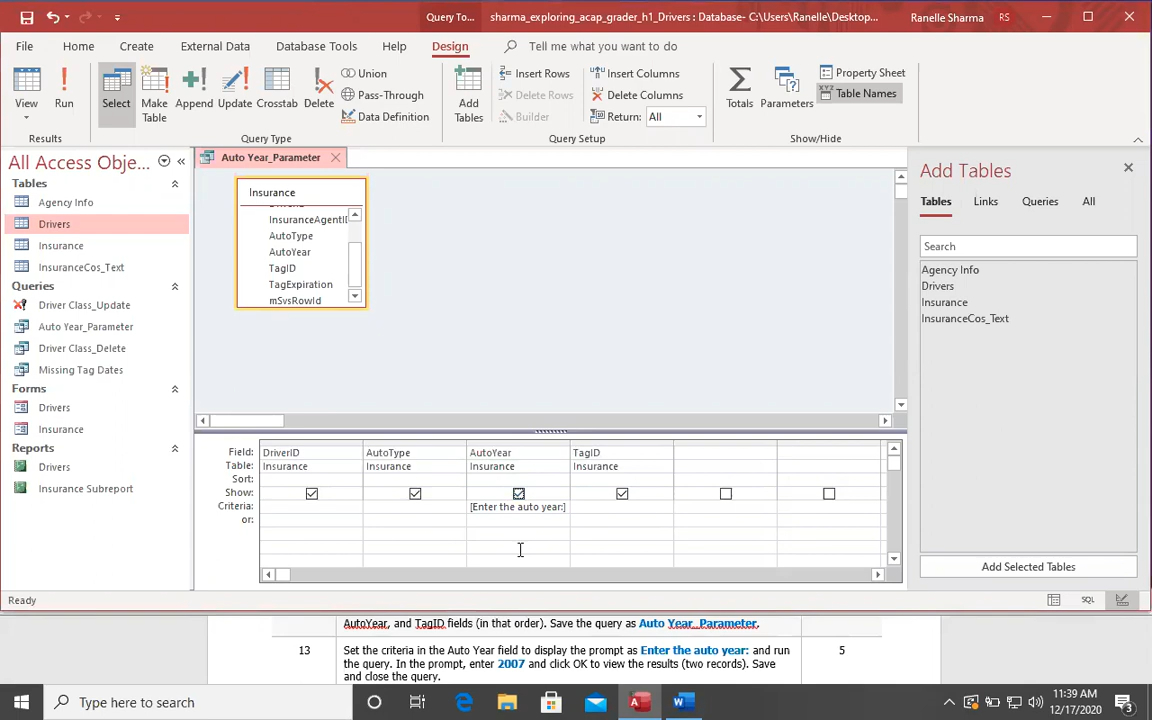 Query To...
sharma_exploring_acap_grader_h1_Drivers : Database- C:\Users\Ranelle\Desktop...
Ranelle Sharma
RS
File Home Create External Data Database Tools Help Design Tell me what you want to do
View
Run
Select
Make Table
Append
Update
Crosstab
Delete
Union
Pass-Through
Data Definition
Add Tables
Insert Rows
Delete Rows
Builder
Insert Columns
Delete Columns
Return: All
Totals
Parameters
Property Sheet
XYZ Table Names
Results
Query Type
Query Setup
Show/Hide
All Access Obje...
Tables
Agency Info
Drivers
Insurance
InsuranceCos_Text
Queries
Driver Class_Update
Auto Year_Parameter
Driver Class_Delete
Missing Tag Dates
Forms
Drivers
Insurance
Reports
Drivers
Insurance Subreport
Auto Year_Parameter
Insurance
InsuranceAgentID
AutoType
AutoYear
TagID
TagExpiration
mSysRowId
Field: DriverID AutoType AutoYear TagID
Table: Insurance Insurance Insurance Insurance
Sort:
Show:
Criteria: [Enter the auto year:]
or:
Add Tables
Tables Links Queries All
Search
Agency Info
Drivers
Insurance
InsuranceCos_Text
Add Selected Tables
Ready
SQL
AutoYear, and TagID fields (in that order). Save the query as Auto Year_Parameter.
13 Set the criteria in the Auto Year field to display the prompt as Enter the auto year: and run 5
the query. In the prompt, enter 2007 and click OK to view the results (two records). Save
and close the query.
Type here to search
11:39 AM
12/17/2020
3